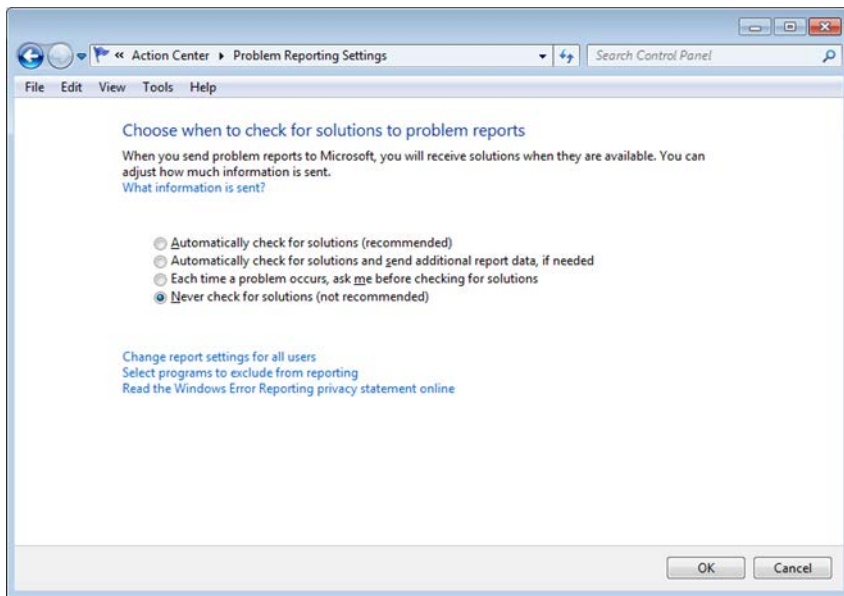 « Action Center ▸ Problem Reporting Settings
Search Control Panel
File Edit View Tools Help
Choose when to check for solutions to problem reports
When you send problem reports to Microsoft, you will receive solutions when they are available. You can
adjust how much information is sent.
What information is sent?
Automatically check for solutions (recommended)
Automatically check for solutions and send additional report data, if needed
Each time a problem occurs, ask me before checking for solutions
Never check for solutions (not recommended)
Change report settings for all users
Select programs to exclude from reporting
Read the Windows Error Reporting privacy statement online
OK Cancel